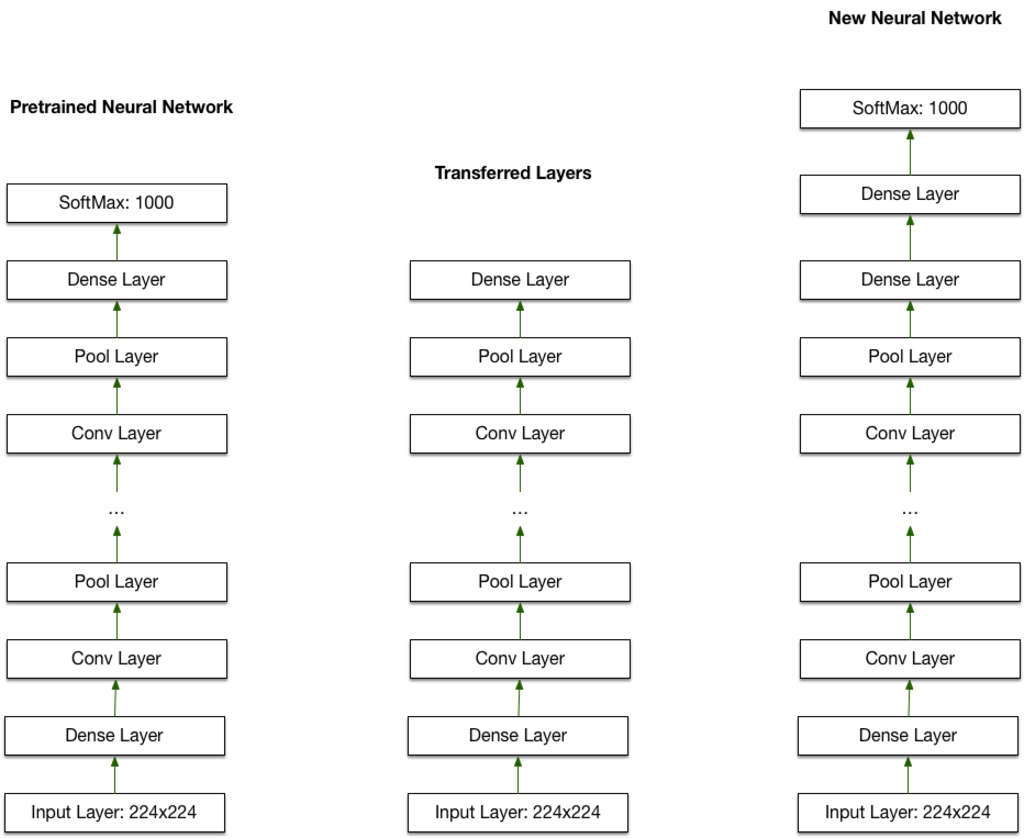 Pretrained Neural Network
SoftMax: 1000
Dense Layer
Pool Layer
Conv Layer
...
Pool Layer
Conv Layer
Dense Layer
Input Layer: 224x224
Transferred Layers
Dense Layer
Pool Layer
Conv Layer
...
Pool Layer
Conv Layer
Dense Layer
Input Layer: 224x224
New Neural Network
SoftMax: 1000
Dense Layer
Dense Layer
Pool Layer
Conv Layer
...
Pool Layer
Conv Layer
Dense Layer
Input Layer: 224x224